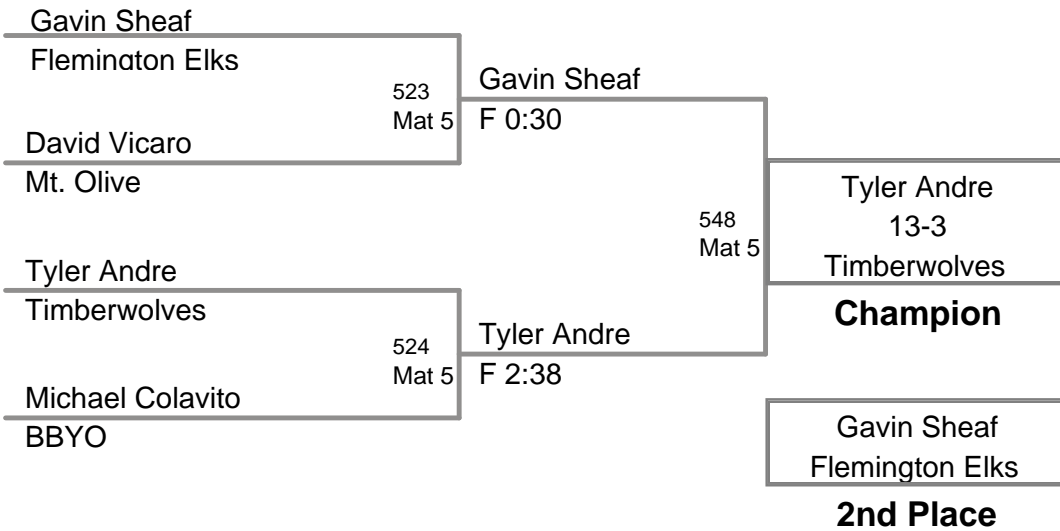 Gavin Sheaf
Flemington Elks
523
Mat 5
Gavin Sheaf
F 0:30
David Vicaro
Mt. Olive
548
Mat 5
Tyler Andre
13-3
Timberwolves
Champion
Tyler Andre
Timberwolves
524
Mat 5
Tyler Andre
F 2:38
Michael Colavito
BBYO
Gavin Sheaf
Flemington Elks
2nd Place